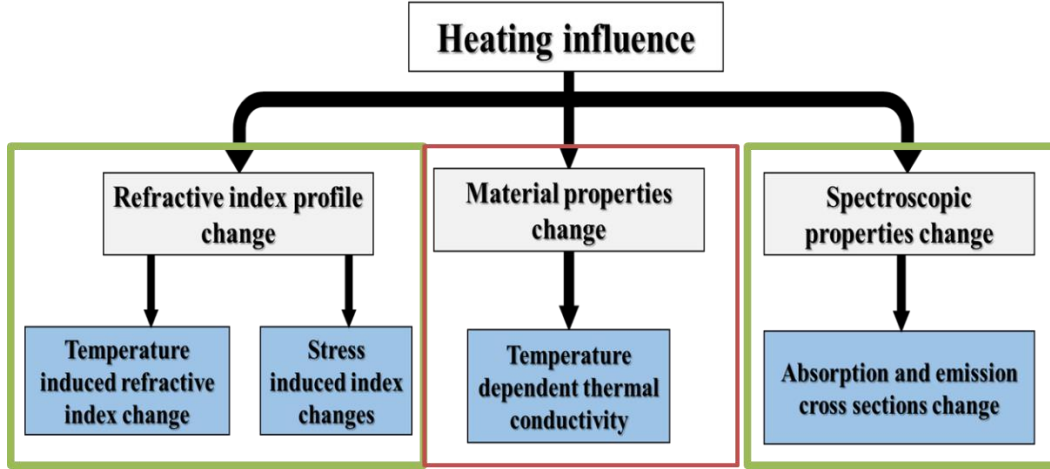 Heating influence
Refractive index profile
change
Material properties
change
Spectroscopic
properties change
Temperature
induced refractive
index change
Stress
induced index
changes
Temperature
dependent thermal
conductivity
Absorption and emission
cross sections change